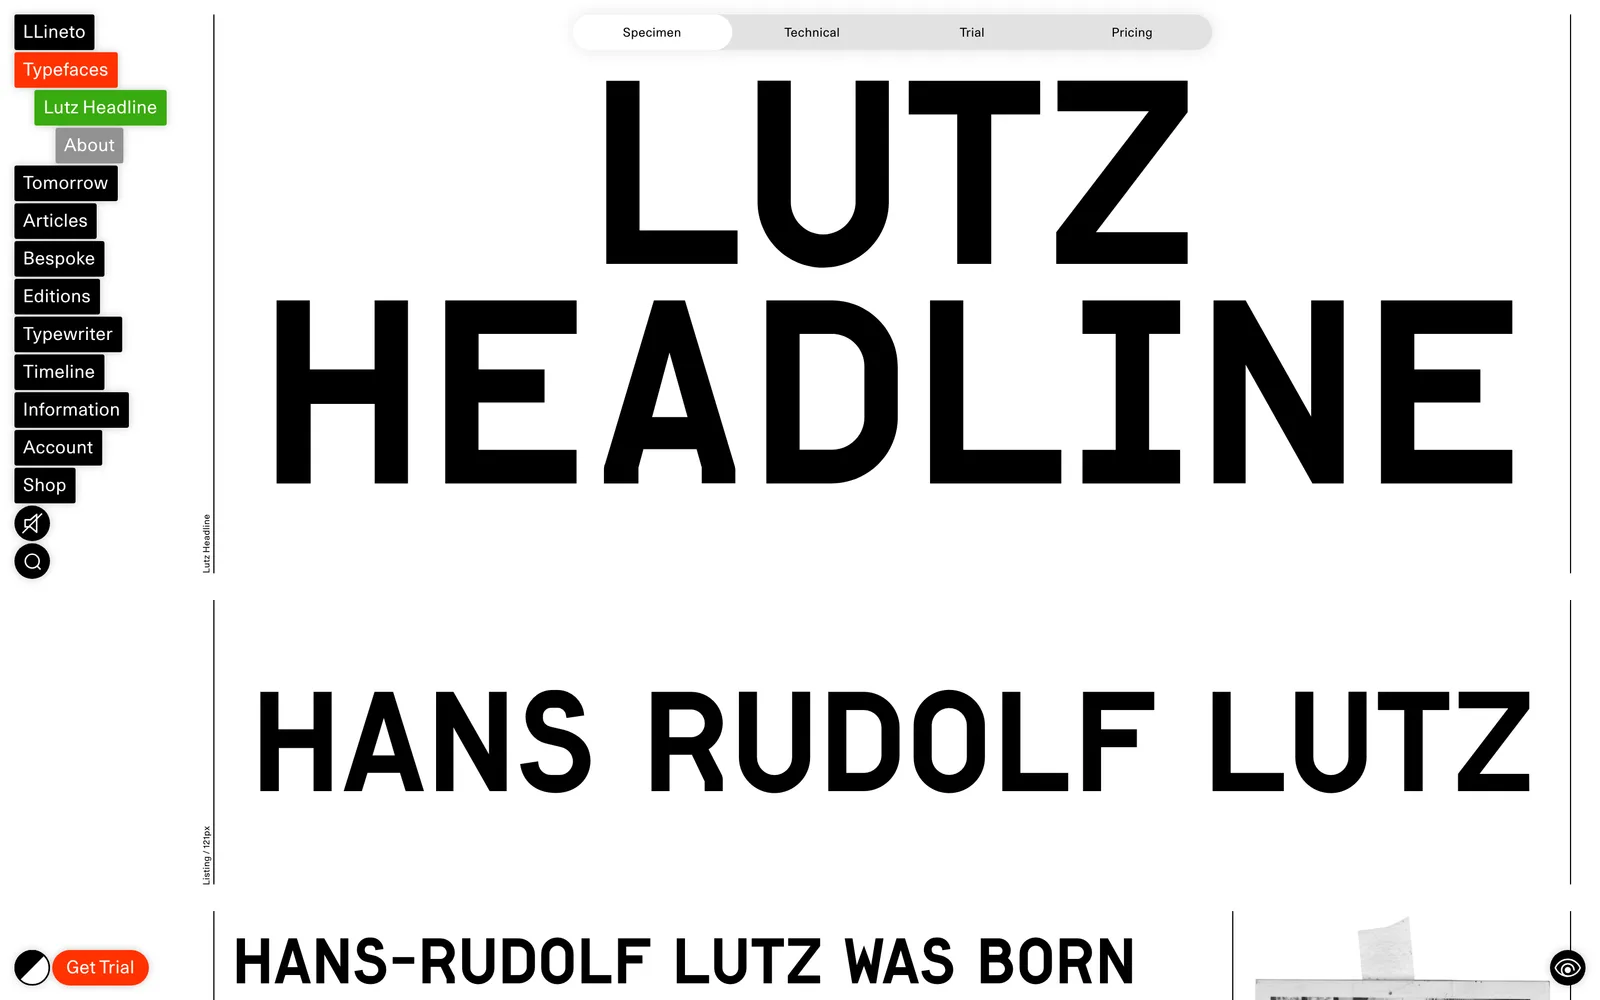 LLineto
Typefaces
Lutz Headline
About
Tomorrow
Articles
Bespoke
Editions
Typewriter
Timeline
Information
Account
Shop
Get Trial
Specimen
Technical
Trial
Pricing
LUTZ
HEADLINE
Lutz Headline
HANS RUDOLF LUTZ
Listing / 121px
HANS-RUDOLF LUTZ WAS BORN